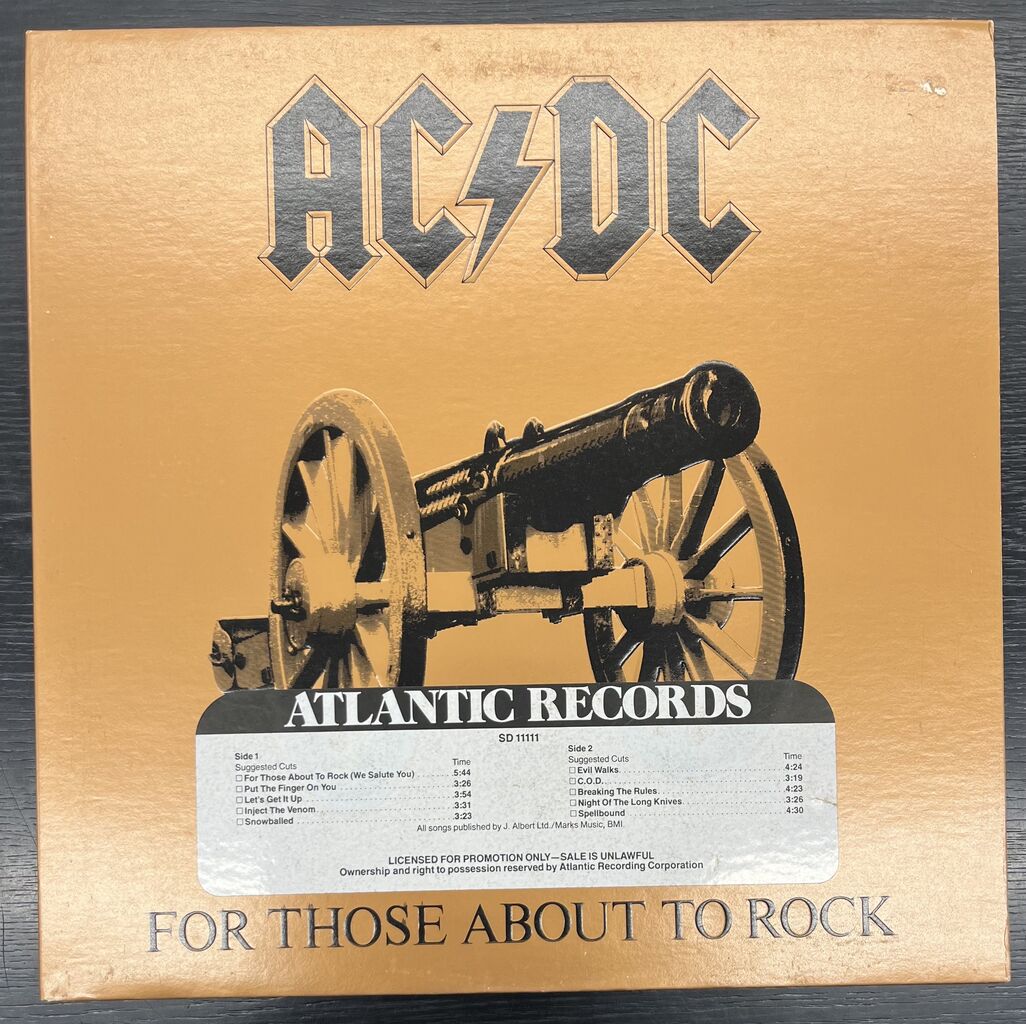 AC⚡DC
ATLANTIC RECORDS
SD 11111
Side 1
Suggested Cuts Time
☐ For Those About To Rock (We Salute You) 5:44
☐ Put The Finger On You 3:26
☐ Let's Get It Up 3:54
☐ Inject The Venom 3:31
☐ Snowballed 3:23
Side 2
Suggested Cuts Time
☐ Evil Walks 4:24
☐ C.O.D. 3:19
☐ Breaking The Rules 4:23
☐ Night Of The Long Knives 3:26
☐ Spellbound 4:30
All songs published by J. Albert Ltd./Marks Music, BMI.
LICENSED FOR PROMOTION ONLY—SALE IS UNLAWFUL
Ownership and right to possession reserved by Atlantic Recording Corporation
FOR THOSE ABOUT TO ROCK